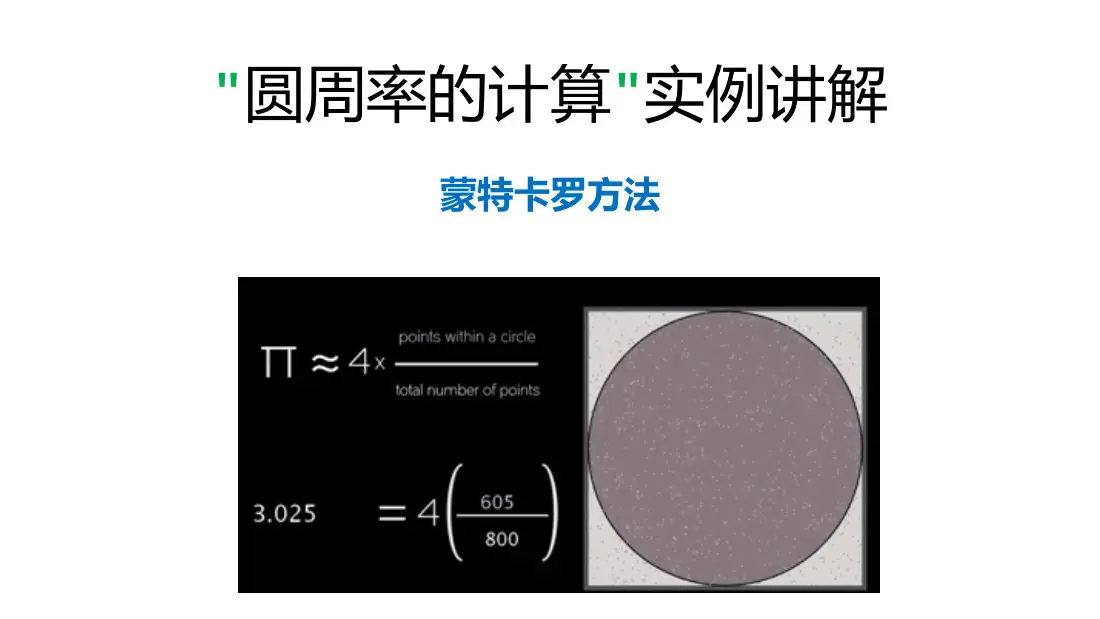 "圆周率的计算"实例讲解
蒙特卡罗方法
points within a circle
π ≈ 4 x
total number of points
3.025 = 4 ( 605
800 )